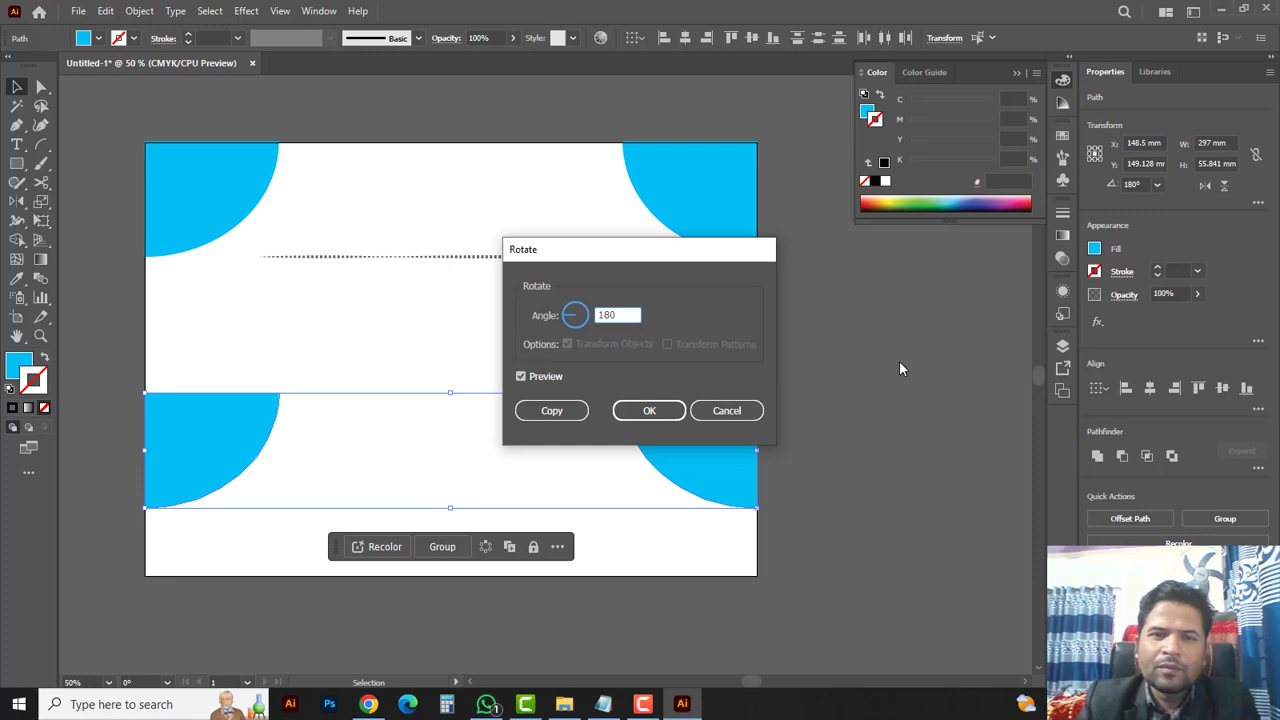 File Edit Object Type Select Effect View Window Help
Path Stroke: Basic Opacity: 100% Style: Transform
Untitled-1* @ 50 % (CMYK/CPU Preview)
Color Color Guide
C %
M %
Y %
K %
#
Properties Libraries
Path
Transform
X: 148.5 mm W: 297 mm
Y: 149.128 mm H: 55.841 mm
180°
Appearance
Fill
Stroke
Opacity 100%
fx.
Align
Pathfinder
Expand
Quick Actions
Offset Path Group
Recolor
Rotate
Rotate
Angle: 180
Options: Transform Objects Transform Patterns
Preview
Copy OK Cancel
Recolor Group
50% 0° 1 Selection
Type here to search